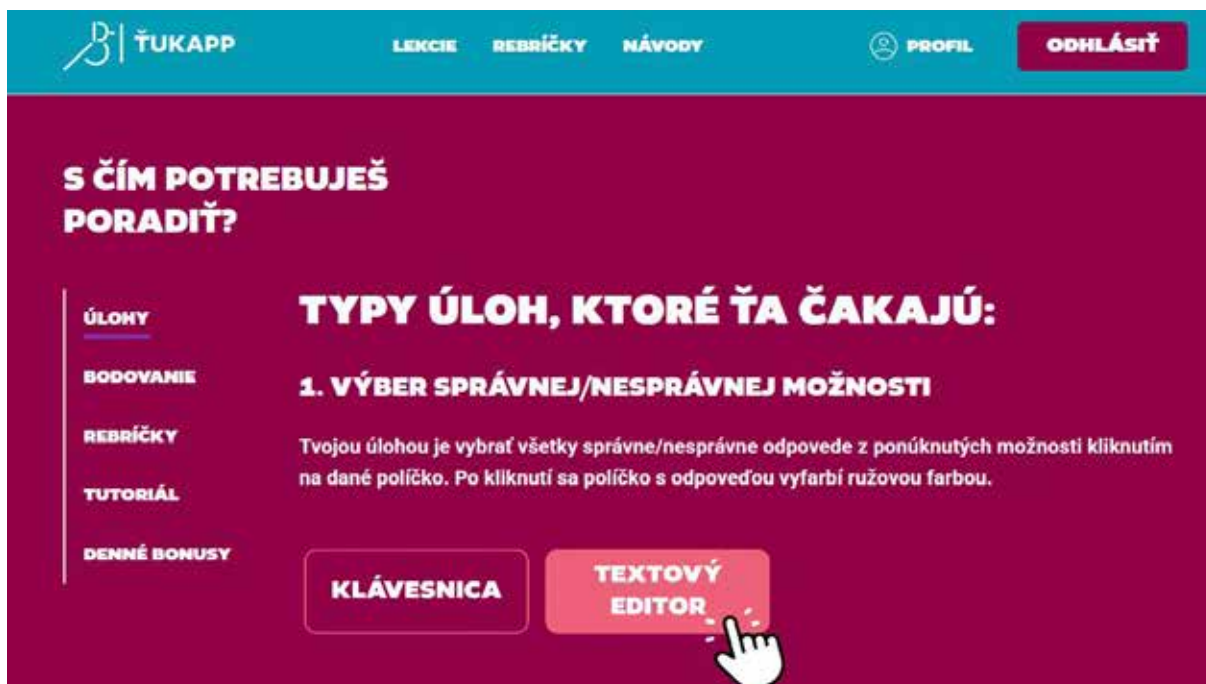 ŤUKAPP
LEKCIE REBRÍČKY NÁVODY
PROFIL
ODHLÁSIŤ
S ČÍM POTREBUJEŠ
PORADIŤ?
ÚLOHY
BODOVANIE
REBRÍČKY
TUTORIÁL
DENNÉ BONUSY
TYPY ÚLOH, KTORÉ ŤA ČAKAJÚ:
1. VÝBER SPRÁVNEJ/NESPRÁVNEJ MOŽNOSTI
Tvojou úlohou je vybrať všetky správne/nesprávne odpovede z ponúknutých možnosti kliknutím
na dané políčko. Po kliknutí sa políčko s odpoveďou vyfarbí ružovou farbou.
KLÁVESNICA
TEXTOVÝ
EDITOR